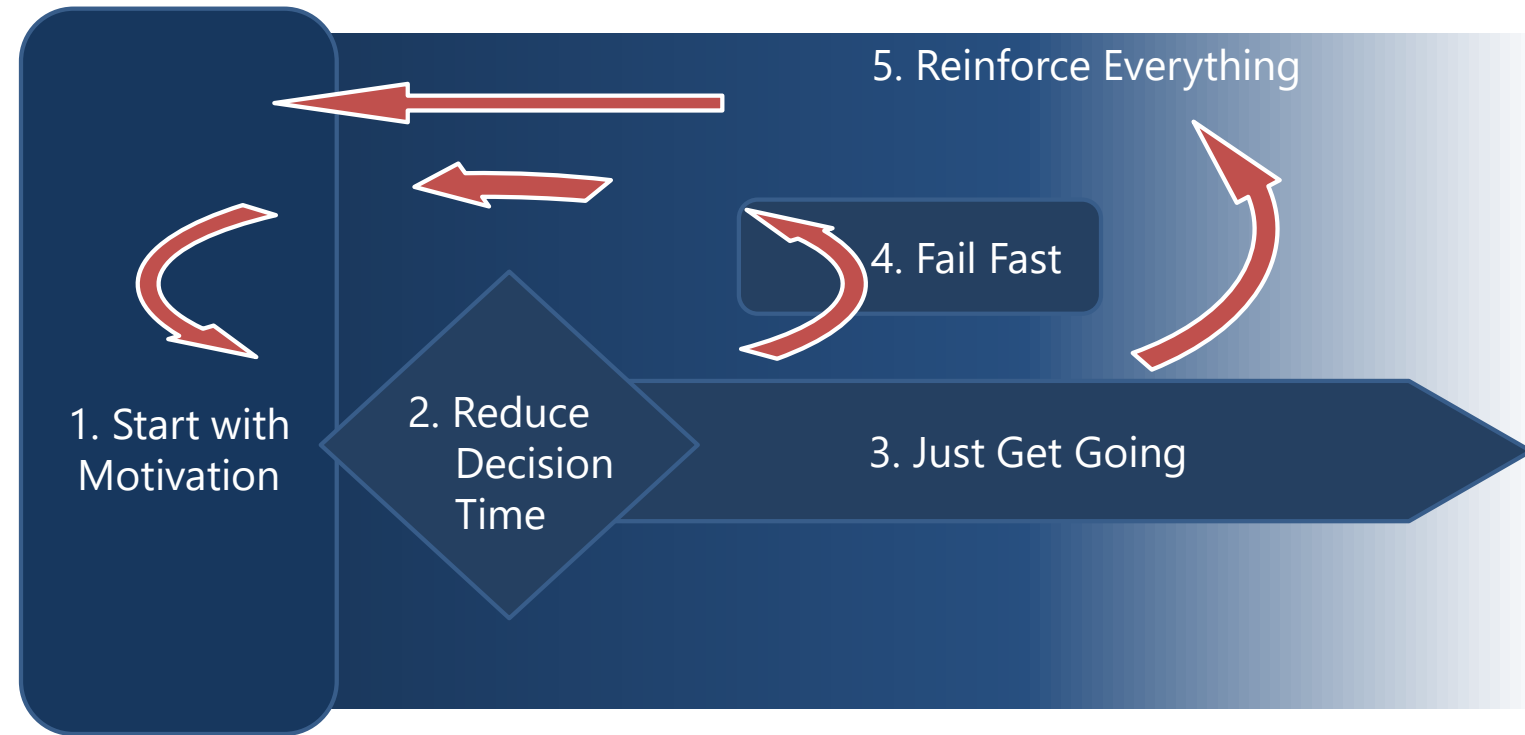 1. Start with
Motivation
2. Reduce
Decision
Time
3. Just Get Going
4. Fail Fast
5. Reinforce Everything